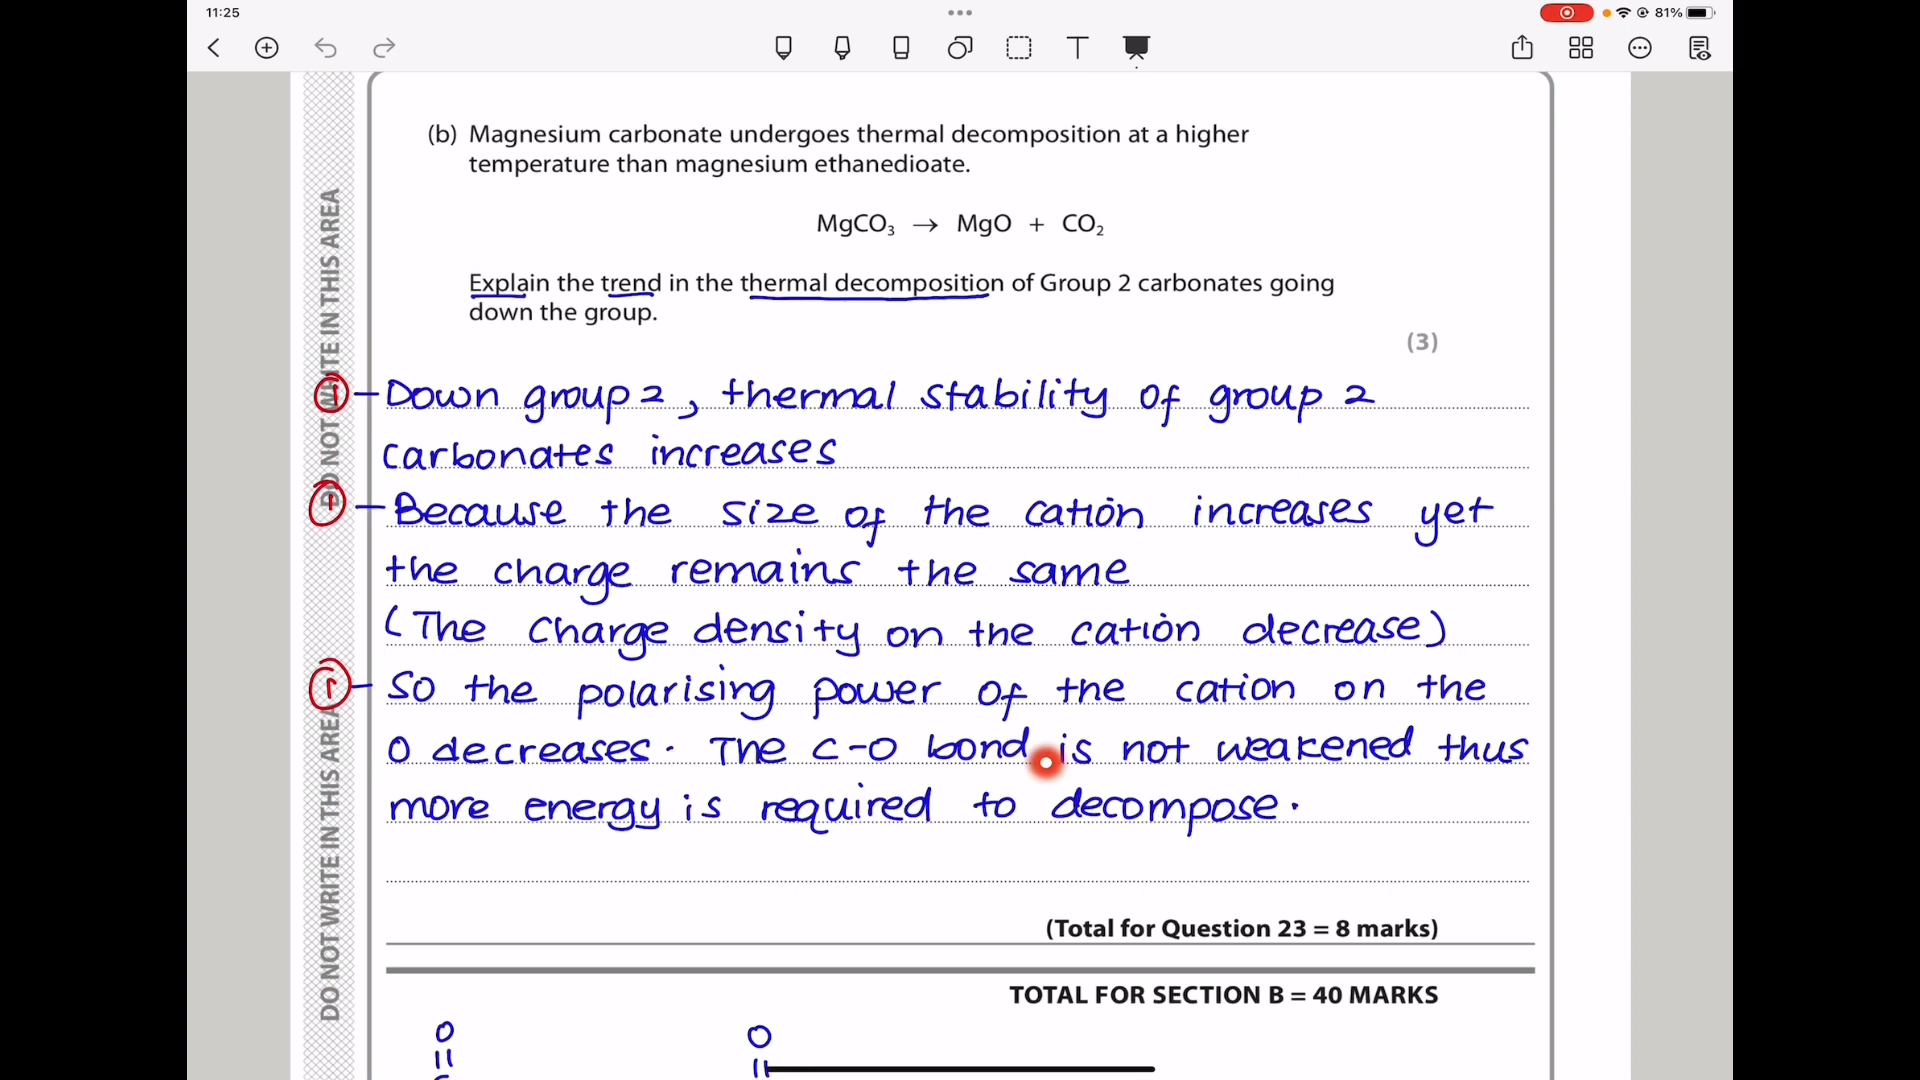 11:25
81%
(b) Magnesium carbonate undergoes thermal decomposition at a higher
temperature than magnesium ethanedioate.
MgCO₃ → MgO + CO₂
Explain the trend in the thermal decomposition of Group 2 carbonates going
down the group.
(3)
① – Down group 2, thermal stability of group 2
carbonates increases
① – Because the size of the cation increases yet
the charge remains the same
(The charge density on the cation decrease)
① – So the polarising power of the cation on the
O decreases. The C-O bond is not weakened thus
more energy is required to decompose.
(Total for Question 23 = 8 marks)
TOTAL FOR SECTION B = 40 MARKS
O O
DO NOT WRITE IN THIS AREA
DO NOT WRITE IN THIS AREA